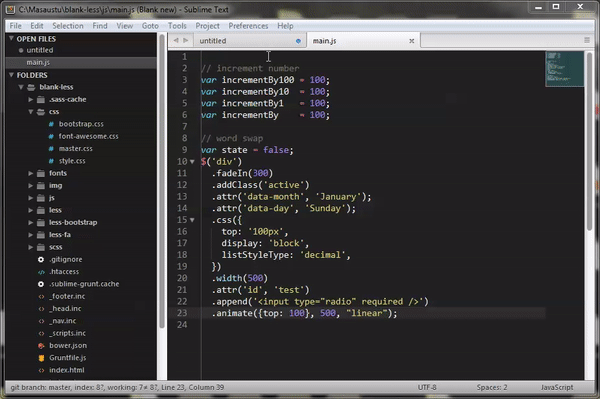 C:\Masaustu\blank-less\js\main.js (Blank new) - Sublime Text
File Edit Selection Find View Goto Tools Project Preferences Help
OPEN FILES
untitled
main.js
FOLDERS
blank-less
.sass-cache
css
bootstrap.css
font-awesome.css
master.css
style.css
fonts
img
js
less
less-bootstrap
less-fa
scss
.gitignore
.htaccess
.sublime-grunt.cache
_footer.inc
_head.inc
_nav.inc
_scripts.inc
bower.json
Gruntfile.js
index.html
untitled
main.js
1
2 // increment number
3 var incrementBy100 = 100;
4 var incrementBy10 = 100;
5 var incrementBy1 = 100;
6 var incrementBy = 100;
7
8 // word swap
9 var state = false;
10 $('div')
11 .fadeIn(300)
12 .addClass('active')
13 .attr('data-month', 'January');
14 .attr('data-day', 'Sunday');
15 .css({
16 top: '100px',
17 display: 'block',
18 listStyleType: 'decimal',
19 })
20 .width(500)
21 .attr('id', 'test')
22 .append('<input type="radio" required />')
23 .animate({top: 100}, 500, "linear");
24
git branch: master, index: 8?, working: 7≠ 8?, Line 23, Column 39
UTF-8
Spaces: 2
JavaScript